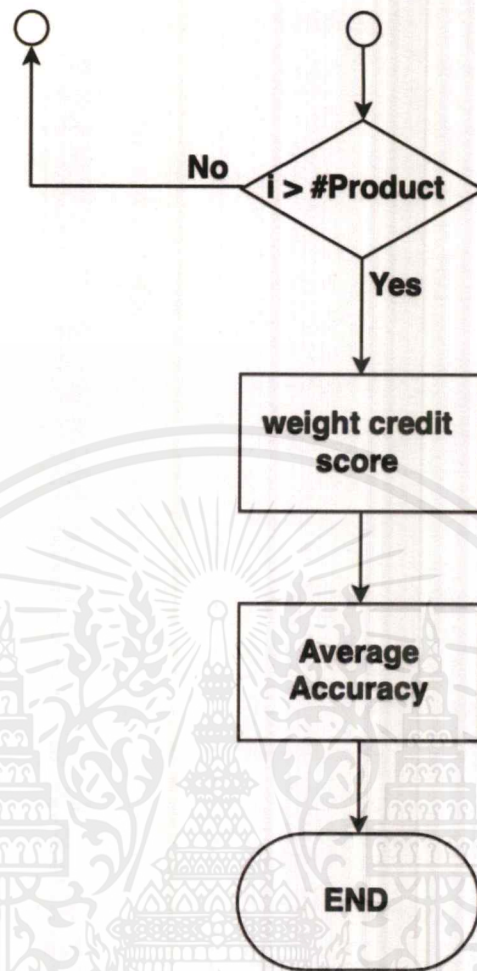 No
i > #Product
Yes
weight credit
score
Average
Accuracy
END